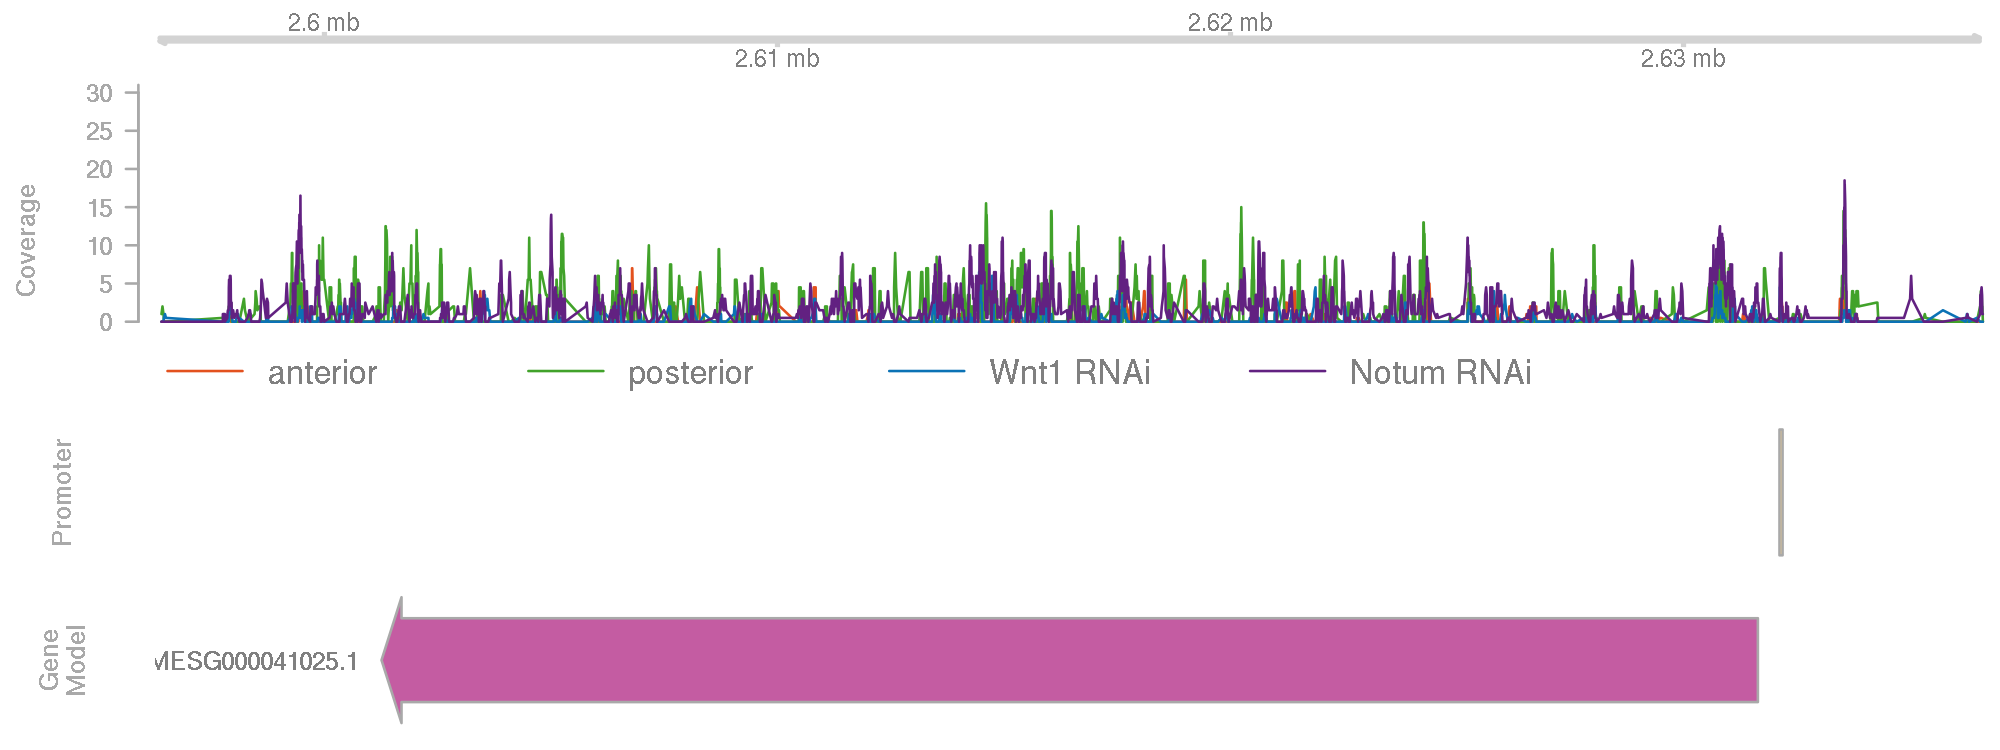 2.6 mb
2.62 mb
2.61 mb
2.63 mb
30
25
20
15
10
5
0
Coverage
anterior posterior Wnt1 RNAi Notum RNAi
Promoter
Gene
Model
MESG000041025.1